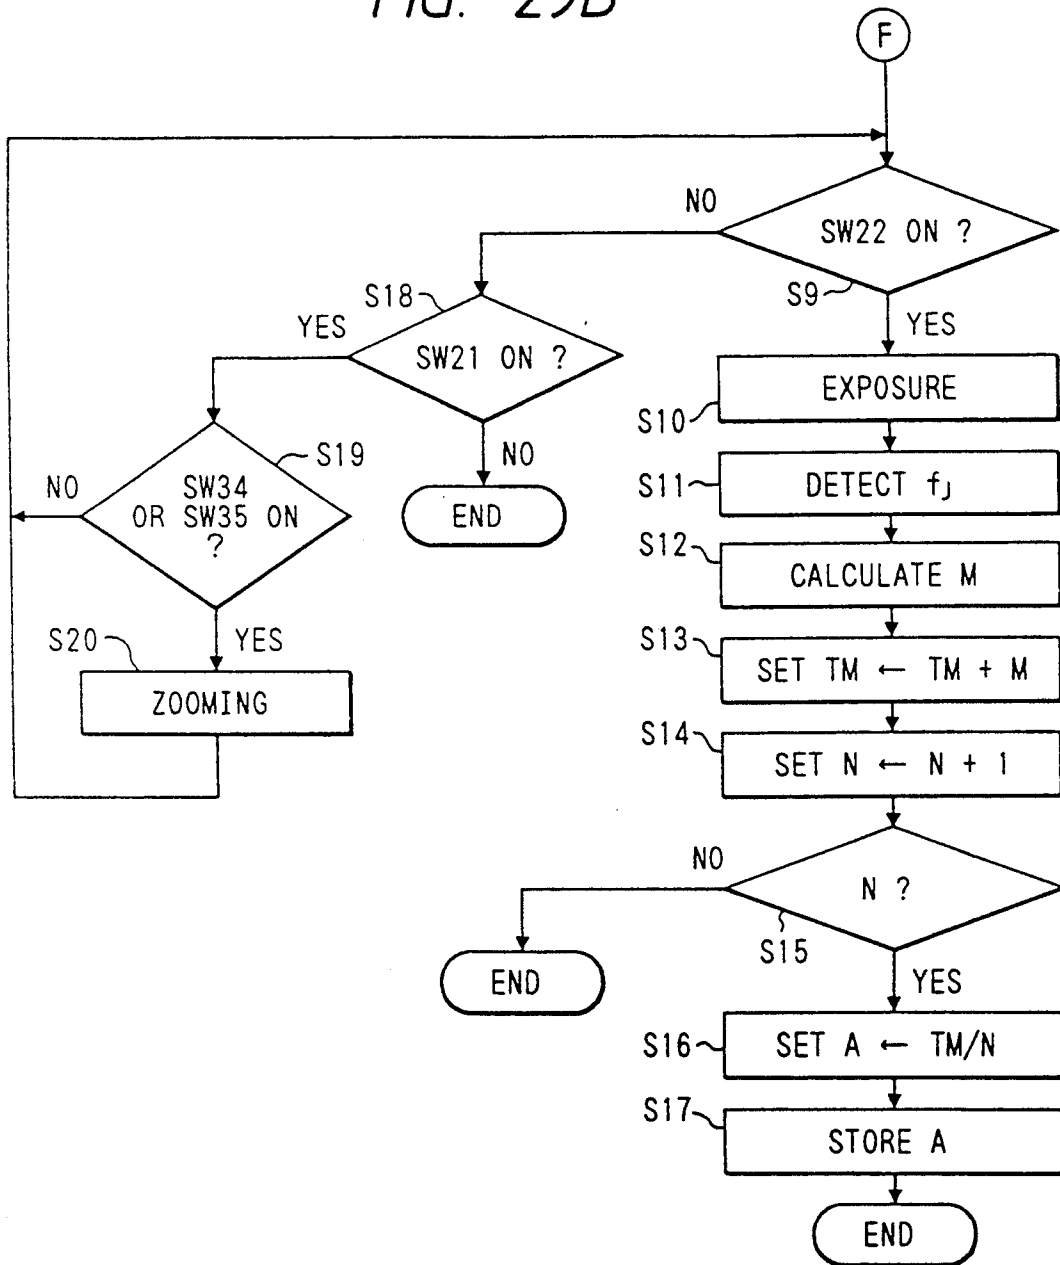 FIG. 29B
F
NO
SW22 ON ?
S9
YES
S18
YES
SW21 ON ?
NO
END
S10
EXPOSURE
S11
DETECT fJ
S12
CALCULATE M
S13
SET TM ← TM + M
S14
SET N ← N + 1
S19
NO
SW34
OR SW35 ON
?
YES
S20
ZOOMING
NO
N ?
S15
END
YES
S16
SET A ← TM/N
S17
STORE A
END